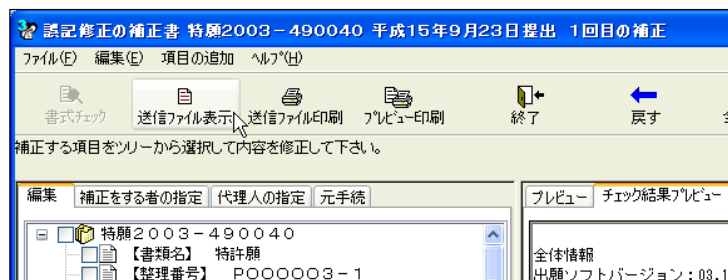 誤記修正の補正書 特願2003－490040 平成15年9月23日提出 1回目の補正
ファイル(F) 編集(E) 項目の追加 ヘルプ(H)
書式チェック 送信ファイル表示 送信ファイル印刷 プレビュー印刷 終了 戻す
補正する項目をツリーから選択して内容を修正して下さい。
編集 補正をする者の指定 代理人の指定 元手続 プレビュー チェック結果プレビュー
特願2003－490040
【書類名】 特許願
全体情報
【整理番号】 P000003－1
出願ソフトバージョン：03.1